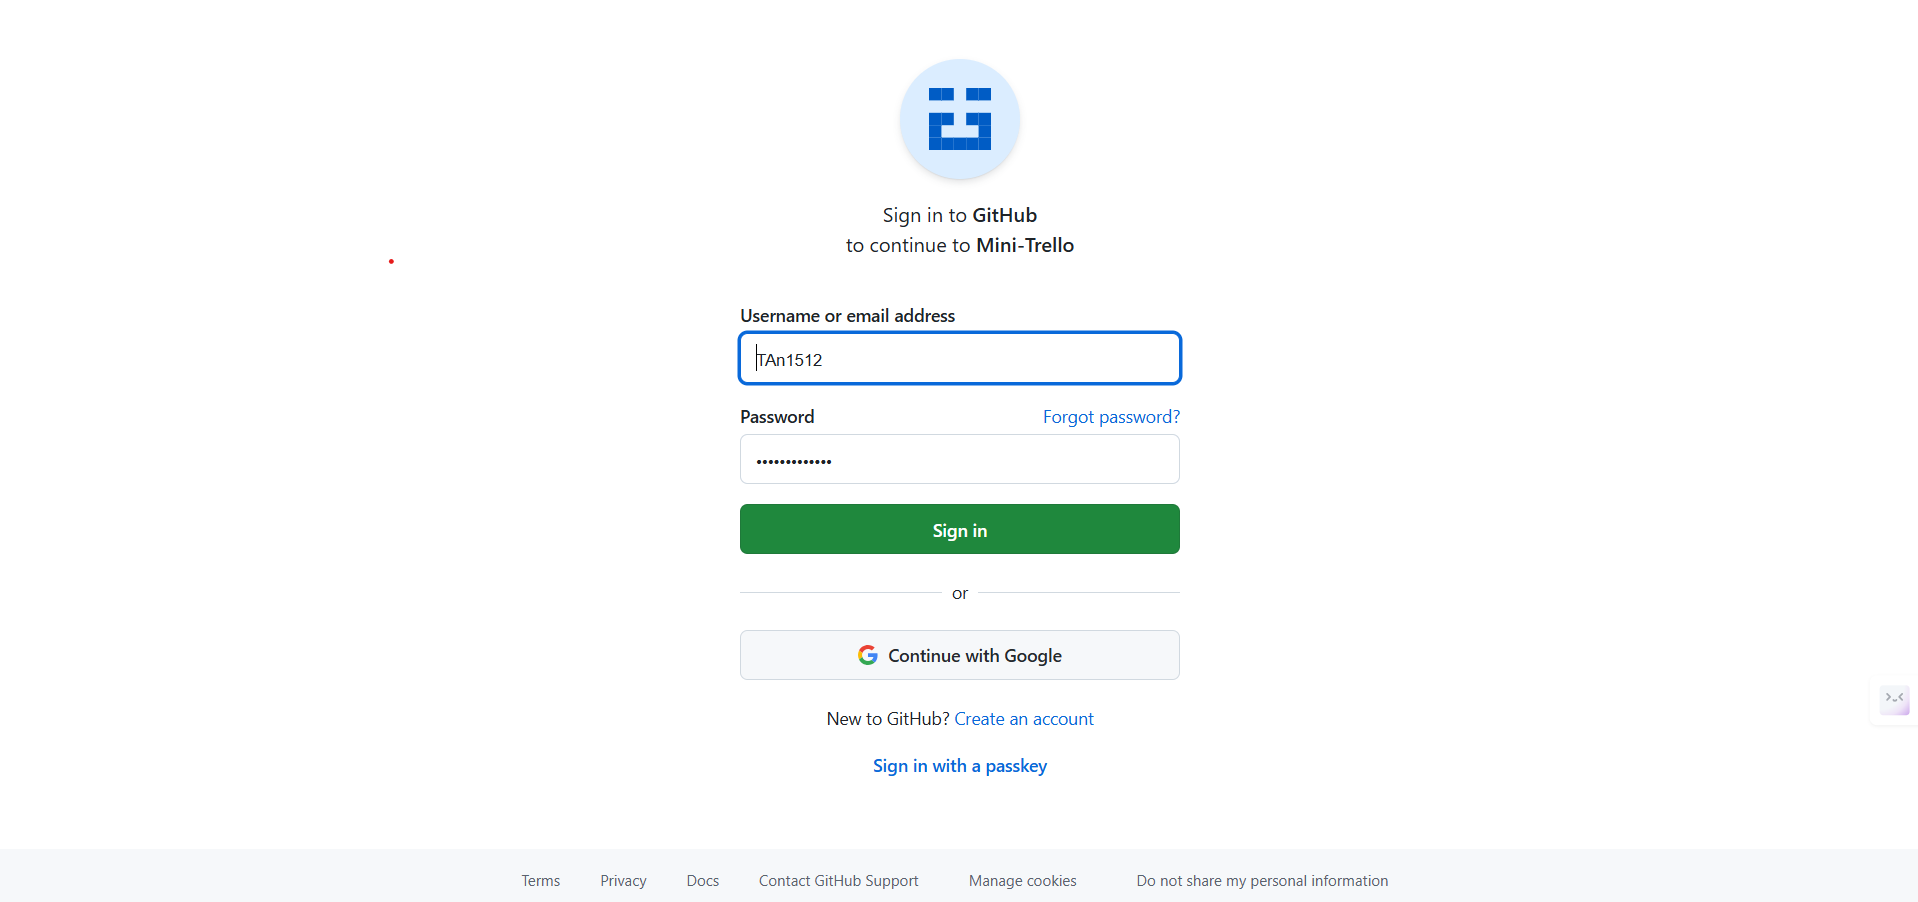 Sign in to GitHub
to continue to Mini-Trello
Username or email address
TAn1512
Password Forgot password?
•••••••••••••
Sign in
or
Continue with Google
New to GitHub? Create an account
Sign in with a passkey
Terms Privacy Docs Contact GitHub Support Manage cookies Do not share my personal information